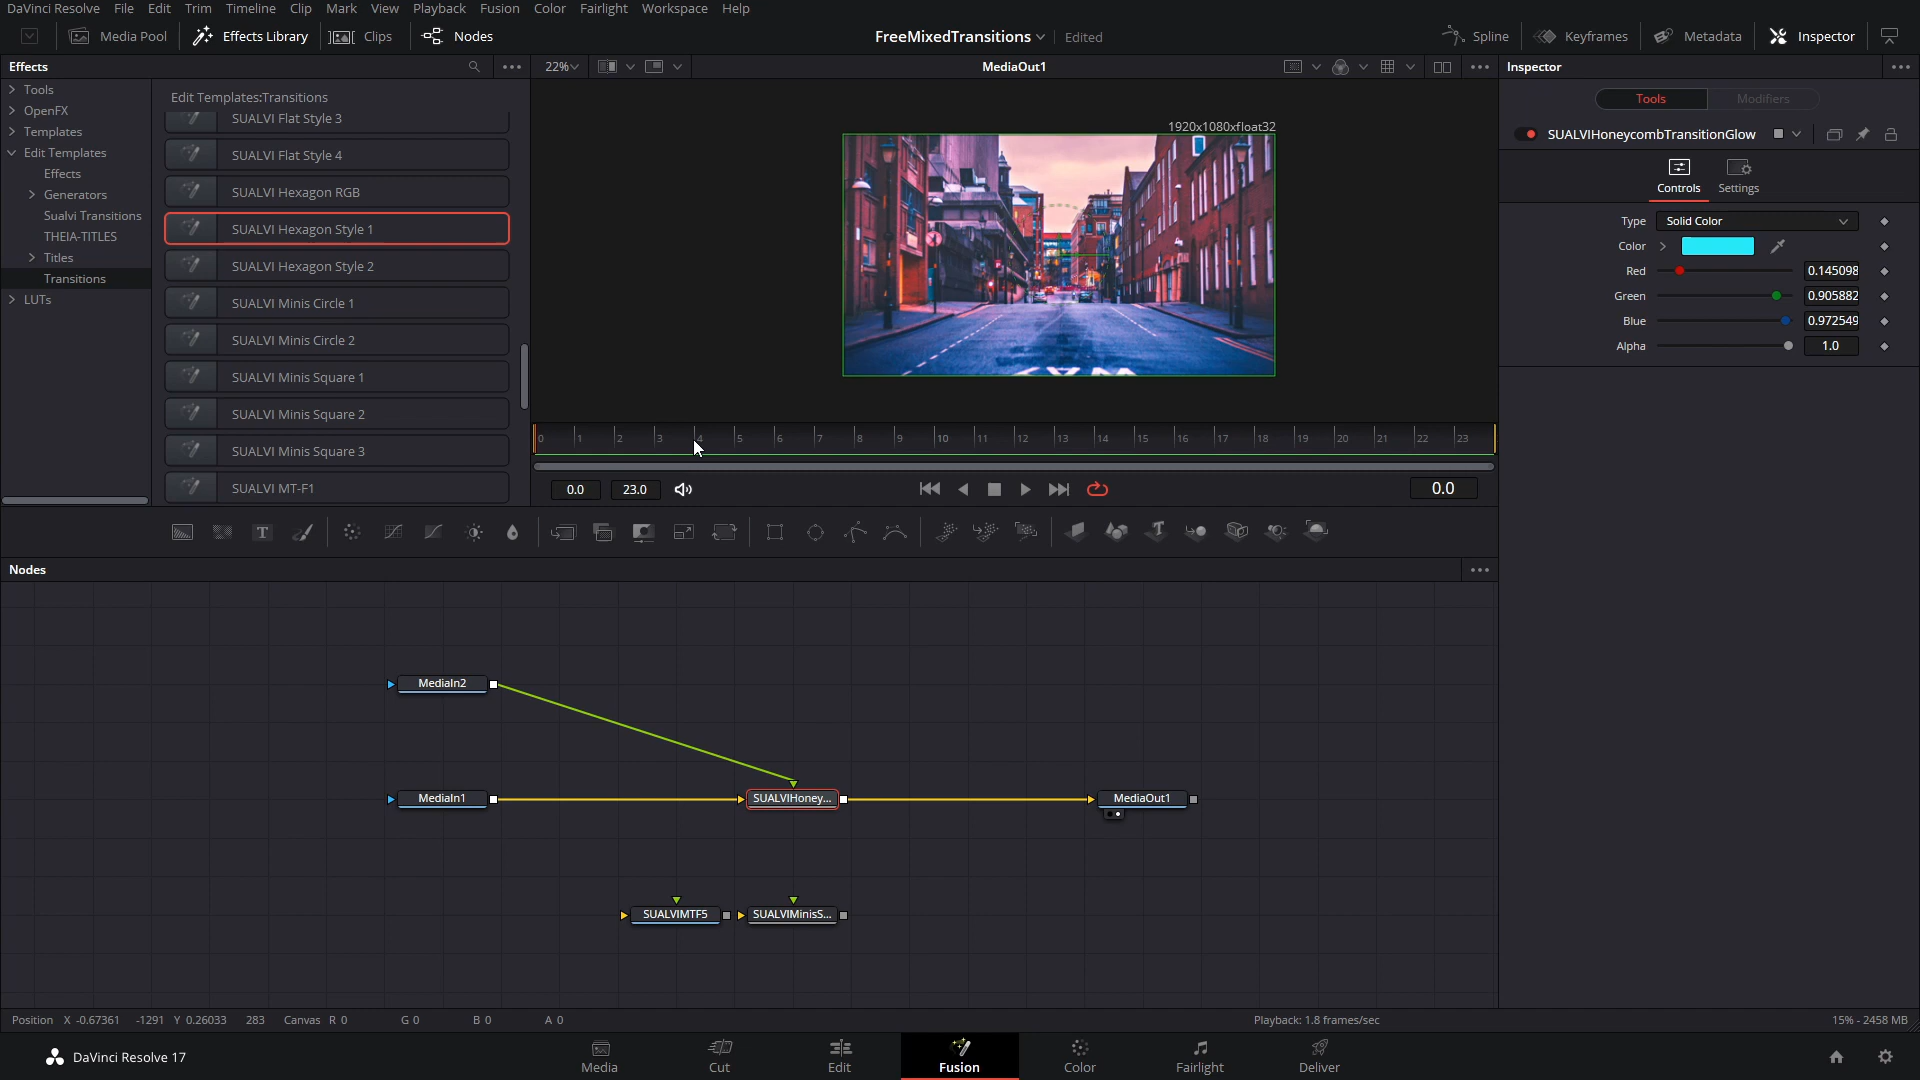 DaVinci Resolve File Edit Trim Timeline Clip Mark View Playback Fusion Color Fairlight Workspace Help
Media Pool Effects Library Clips Nodes FreeMixedTransitions Edited Spline Keyframes Metadata Inspector
Effects 22% MediaOut1 Inspector
Tools
OpenFX
Templates
Edit Templates
Effects
Generators
Sualvi Transitions
THEIA-TITLES
Titles
Transitions
LUTs
Edit Templates:Transitions
SUALVI Flat Style 3
SUALVI Flat Style 4
SUALVI Hexagon RGB
SUALVI Hexagon Style 1
SUALVI Hexagon Style 2
SUALVI Minis Circle 1
SUALVI Minis Circle 2
SUALVI Minis Square 1
SUALVI Minis Square 2
SUALVI Minis Square 3
SUALVI MT-F1
1920x1080xfloat32
0 1 2 3 4 5 6 7 8 9 10 11 12 13 14 15 16 17 18 19 20 21 22 23
0.0 23.0 0.0
Tools Modifiers
SUALVIHoneycombTransitionGlow
Controls Settings
Type Solid Color
Color
Red 0.145098
Green 0.905882
Blue 0.972549
Alpha 1.0
Nodes
MediaIn2
MediaIn1 SUALVIHoney... MediaOut1
SUALVIMTF5 SUALVIMinisS...
Position X -0.67361 -1291 Y 0.26033 283 Canvas R 0 G 0 B 0 A 0 Playback: 1.8 frames/sec 15% - 2458 MB
DaVinci Resolve 17 Media Cut Edit Fusion Color Fairlight Deliver